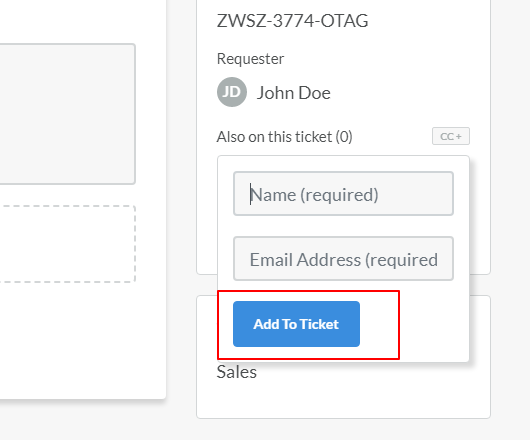 ZWSZ-3774-OTAG
Requester
JD John Doe
Also on this ticket (0) CC +
Name (required)
Email Address (required
Add To Ticket
Sales